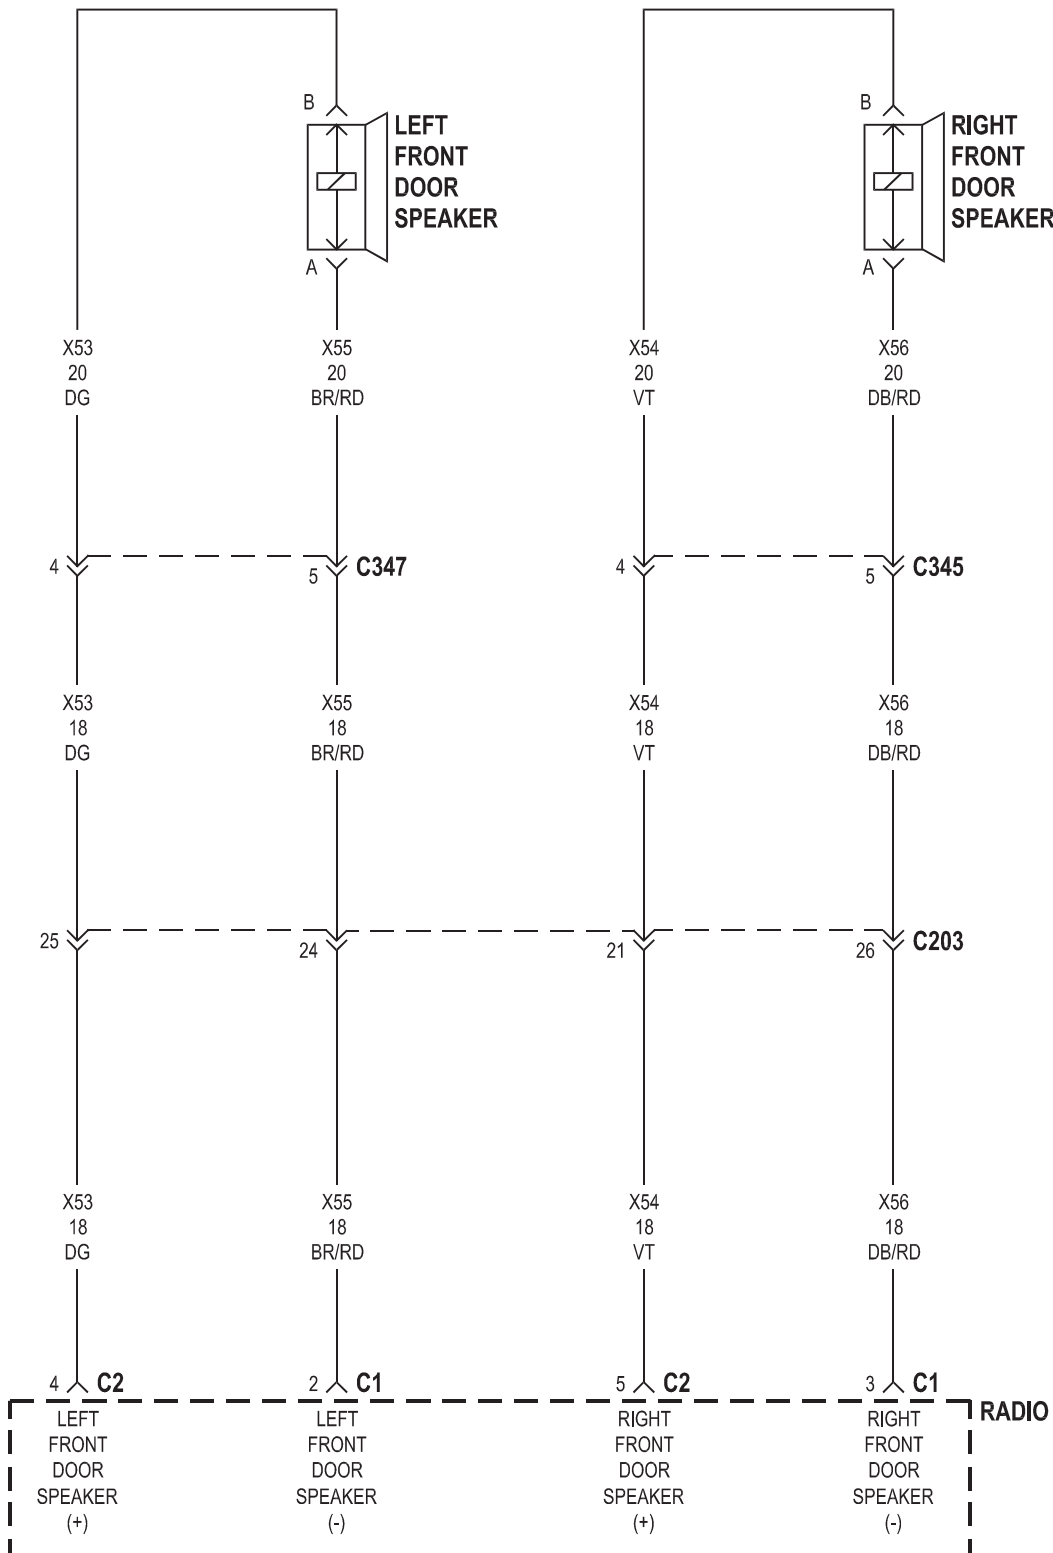 B
LEFT
FRONT
DOOR
SPEAKER
A
B
RIGHT
FRONT
DOOR
SPEAKER
A
X53
20
DG
X55
20
BR/RD
X54
20
VT
X56
20
DB/RD
4
5
C347
4
5
C345
X53
18
DG
X55
18
BR/RD
X54
18
VT
X56
18
DB/RD
25
24
21
26
C203
X53
18
DG
X55
18
BR/RD
X54
18
VT
X56
18
DB/RD
4
C2
2
C1
5
C2
3
C1
RADIO
LEFT
FRONT
DOOR
SPEAKER
(+)
LEFT
FRONT
DOOR
SPEAKER
(-)
RIGHT
FRONT
DOOR
SPEAKER
(+)
RIGHT
FRONT
DOOR
SPEAKER
(-)